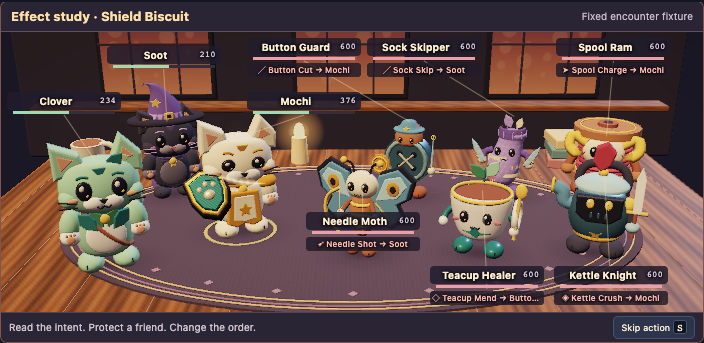 Effect study · Shield Biscuit
Fixed encounter fixture
Soot 210
Button Guard 600
Button Cut → Mochi
Sock Skipper 600
Sock Skip → Soot
Spool Ram 600
Spool Charge → Mochi
Clover 234
Mochi 376
Needle Moth 600
Needle Shot → Soot
Teacup Healer 600
Teacup Mend → Butto...
Kettle Knight 600
Kettle Crush → Mochi
Read the intent. Protect a friend. Change the order.
Skip action S